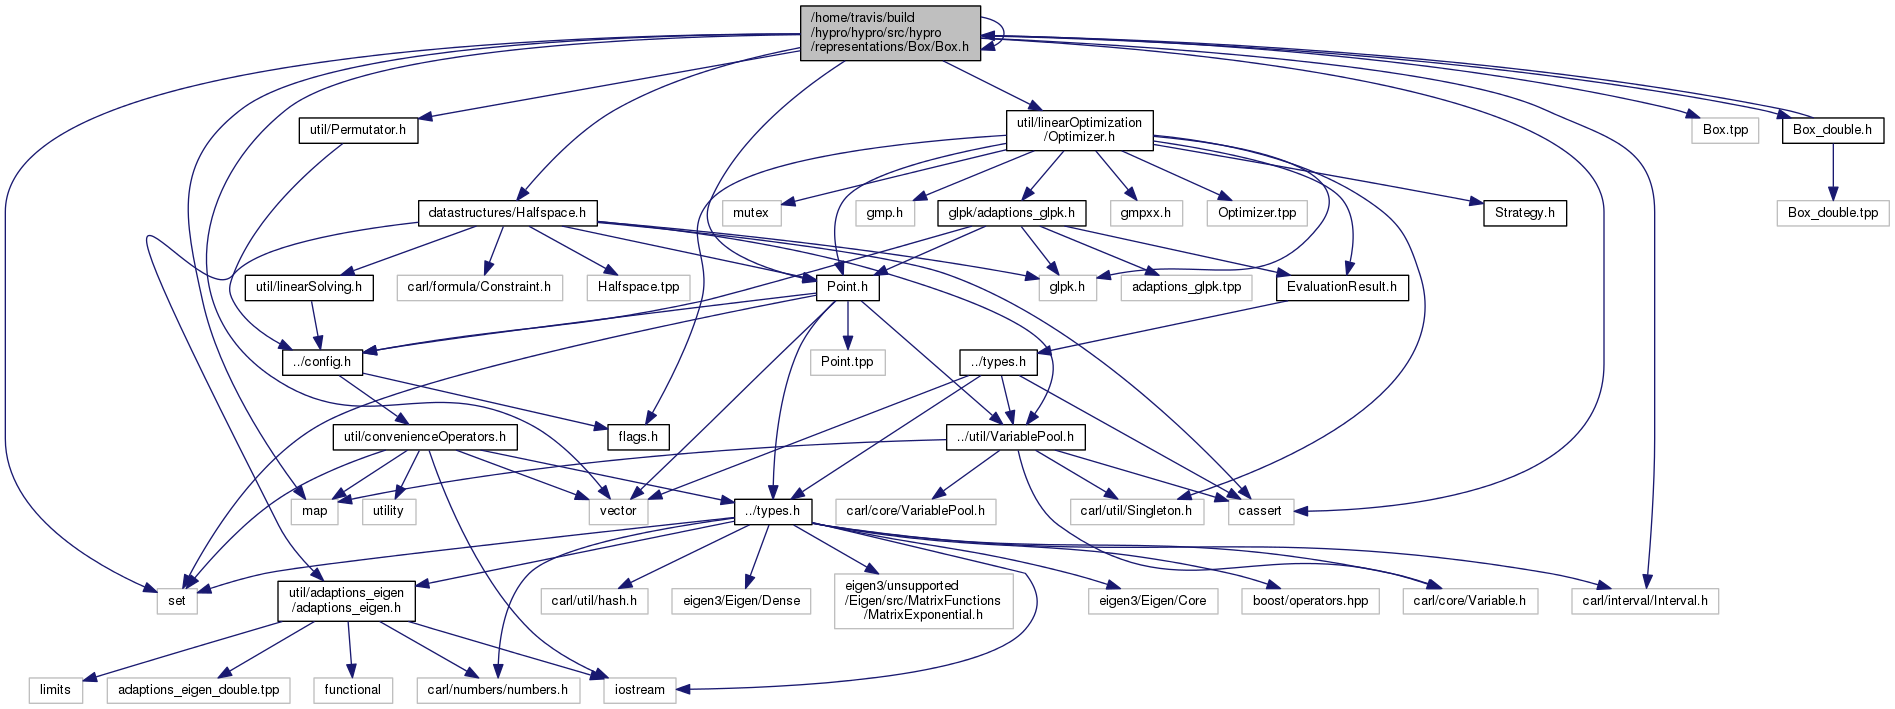 /home/travis/build
/hypro/hypro/src/hypro
/representations/Box/Box.h
util/Permutator.h
util/linearOptimization
/Optimizer.h
Box.tpp
Box_double.h
datastructures/Halfspace.h
mutex
gmp.h
glpk/adaptions_glpk.h
gmpxx.h
Optimizer.tpp
Strategy.h
Box_double.tpp
util/linearSolving.h
carl/formula/Constraint.h
Halfspace.tpp
Point.h
glpk.h
adaptions_glpk.tpp
EvaluationResult.h
../config.h
Point.tpp
../types.h
util/convenienceOperators.h
flags.h
../util/VariablePool.h
map
utility
vector
../types.h
carl/core/VariablePool.h
carl/util/Singleton.h
cassert
set
util/adaptions_eigen
/adaptions_eigen.h
carl/util/hash.h
eigen3/Eigen/Dense
eigen3/unsupported
/Eigen/src/MatrixFunctions
/MatrixExponential.h
eigen3/Eigen/Core
boost/operators.hpp
carl/core/Variable.h
carl/interval/Interval.h
limits
adaptions_eigen_double.tpp
functional
carl/numbers/numbers.h
iostream